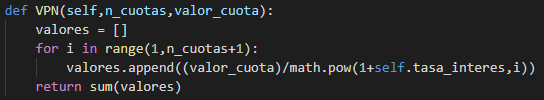 def VPN(self,n_cuotas,valor_cuota):
    valores = []
    for i in range(1,n_cuotas+1):
        valores.append((valor_cuota)/math.pow(1+self.tasa_interes,i))
    return sum(valores)